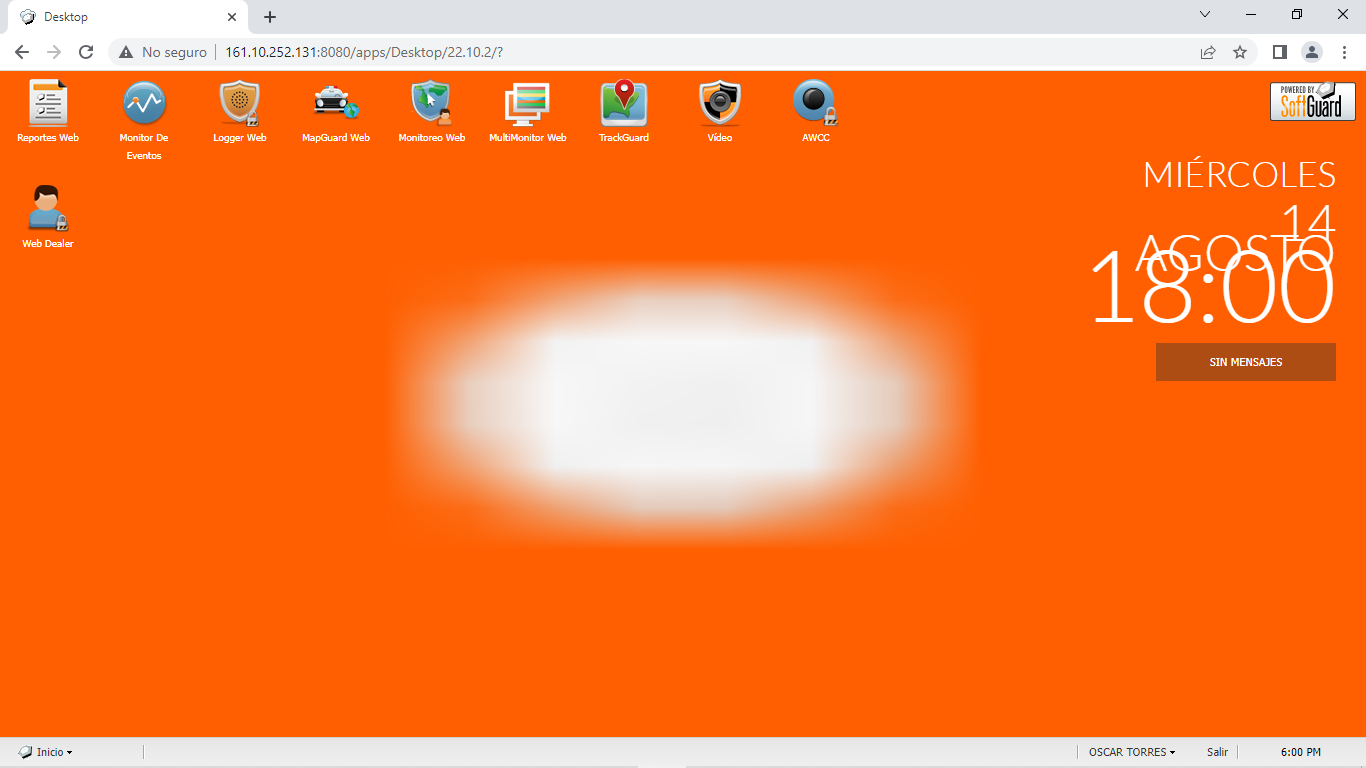 Desktop
No seguro
161.10.252.131:8080/apps/Desktop/22.10.2/?
Reportes Web
Monitor De
Eventos
Logger Web
MapGuard Web
Monitoreo Web
MultiMonitor Web
TrackGuard
Vídeo
AWCC
POWERED BY
SoftGuard
Web Dealer
MIÉRCOLES
14
AGOSTO
18:00
SIN MENSAJES
Inicio
OSCAR TORRES
Salir
6:00 PM